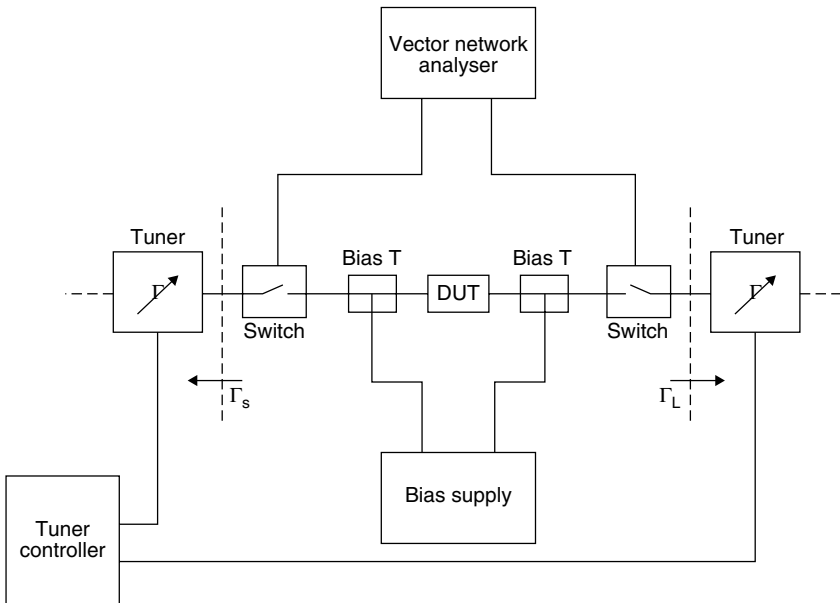 Vector network
analyser
Tuner
Γ
Switch
Bias T
DUT
Bias T
Switch
Tuner
Γ
Γs
ΓL
Bias supply
Tuner
controller